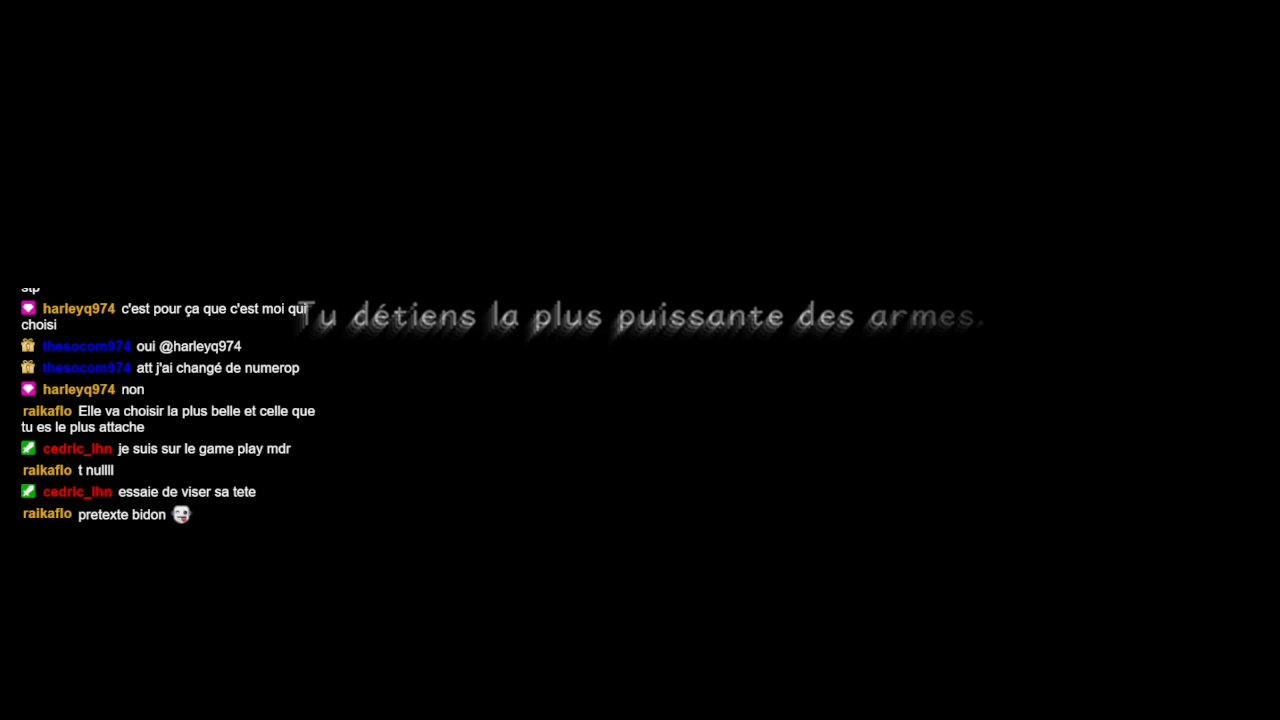 stp
harleyq974 c'est pour ça que c'est moi qui
choisi
Tu détiens la plus puissante des armes.
thesocom974 oui @harleyq974
thesocom974 att j'ai changé de numerop
harleyq974 non
raikaflo Elle va choisir la plus belle et celle que
tu es le plus attache
cedric_lhn je suis sur le game play mdr
raikaflo t nullll
cedric_lhn essaie de viser sa tete
raikaflo pretexte bidon